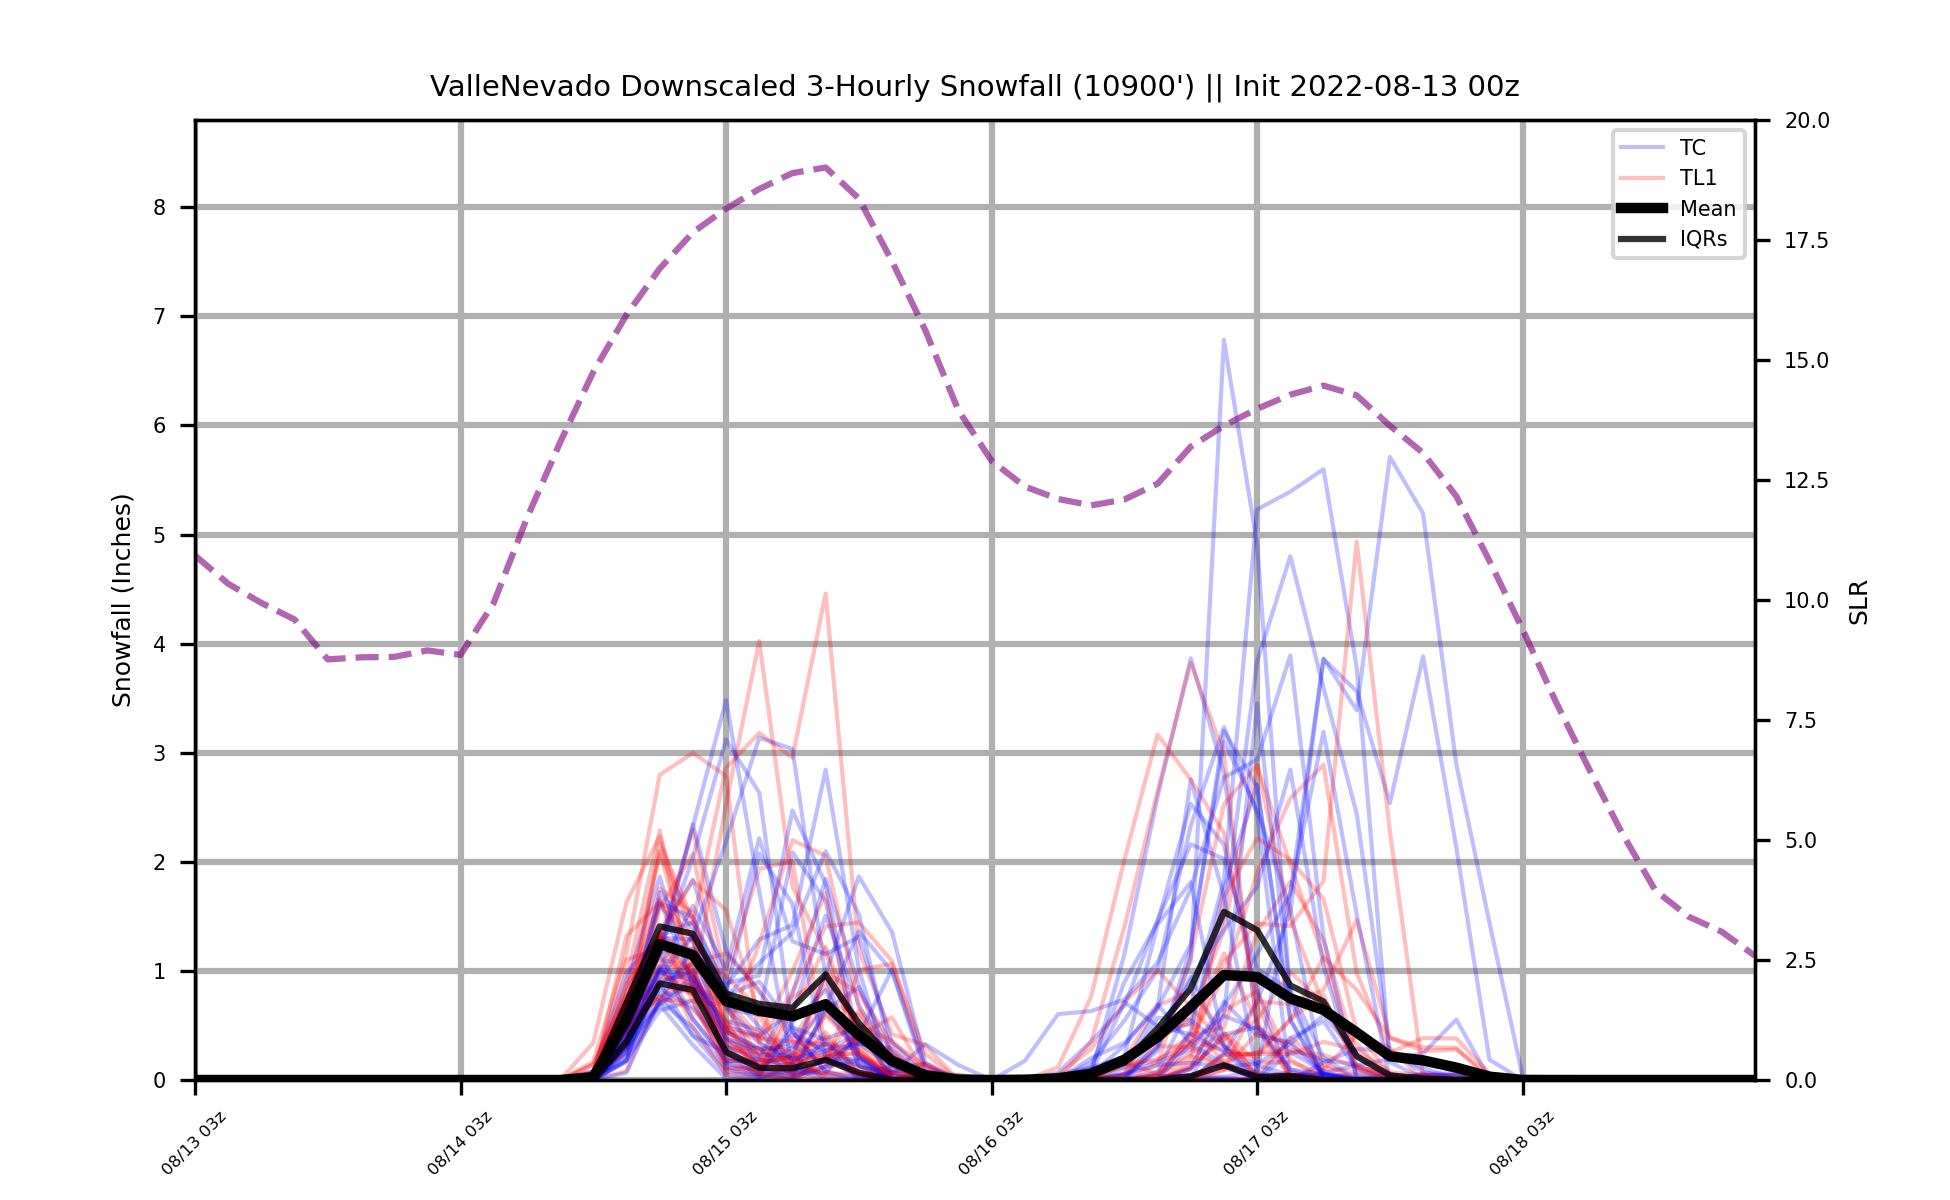 ValleNevado Downscaled 3-Hourly Snowfall (10900') || Init 2022-08-13 00z
TC
TL1
Mean
IQRs
Snowfall (Inches)
8
7
6
5
4
3
2
1
0
20.0
17.5
15.0
12.5
10.0
7.5
5.0
2.5
0.0
SLR
08/13 03z
08/14 03z
08/15 03z
08/16 03z
08/17 03z
08/18 03z